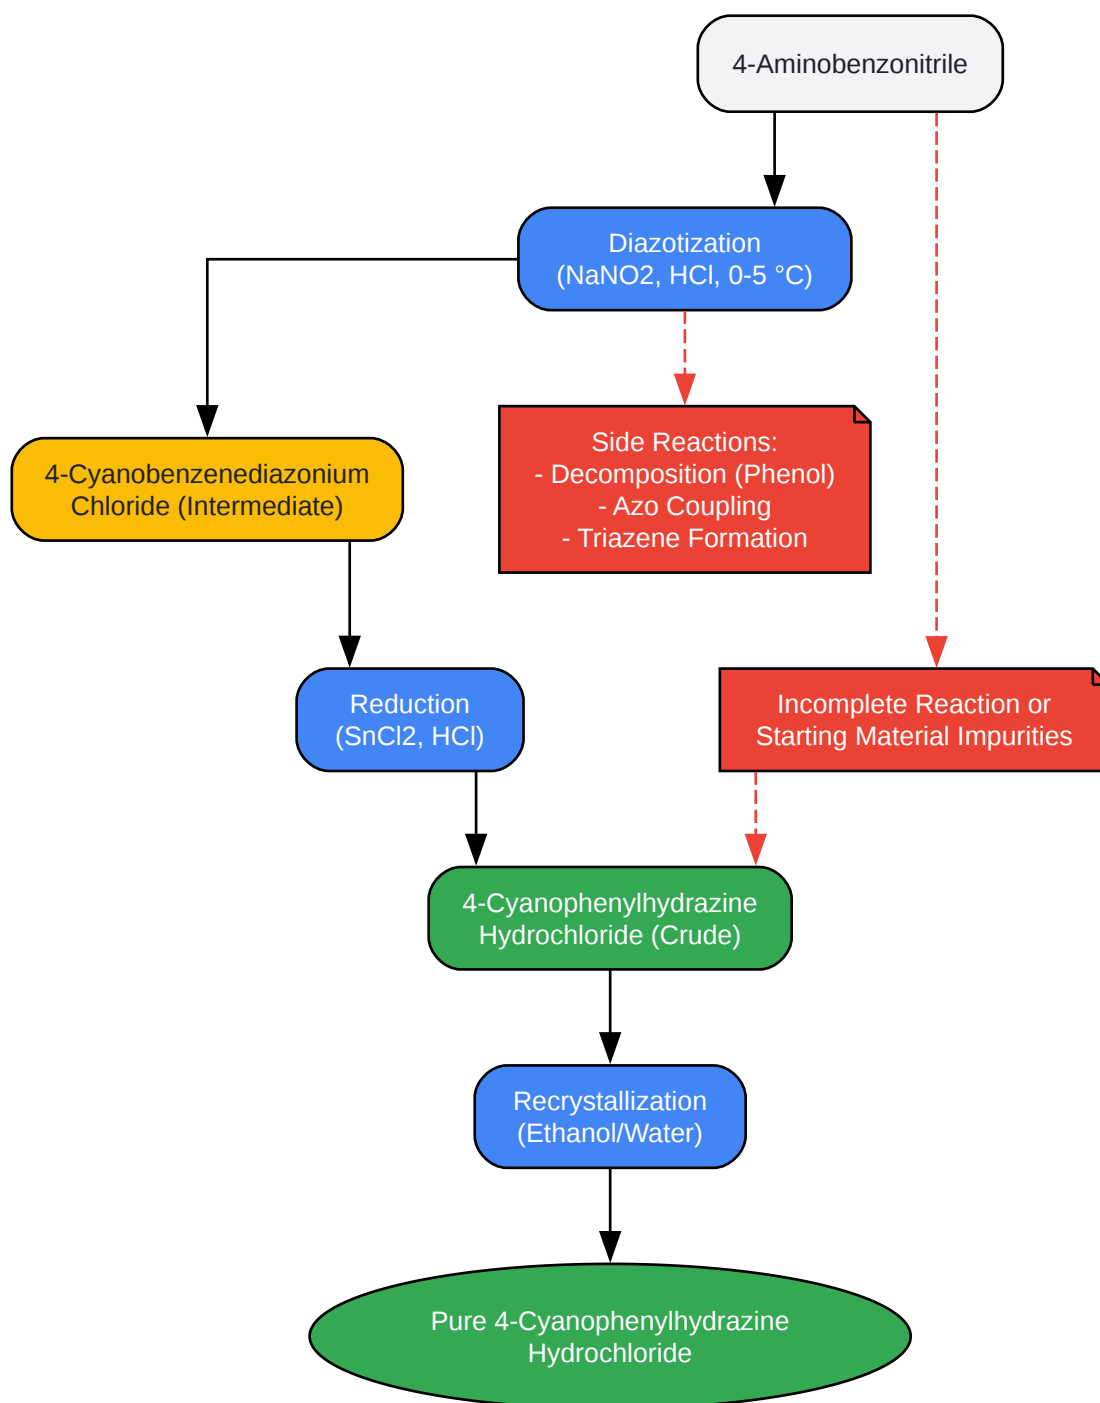 4-Aminobenzonitrile
Diazotization
(NaNO2, HCl, 0-5 °C)
Side Reactions:
- Decomposition (Phenol)
- Azo Coupling
- Triazene Formation
4-Cyanobenzenediazonium
Chloride (Intermediate)
Reduction
(SnCl2, HCl)
Incomplete Reaction or
Starting Material Impurities
4-Cyanophenylhydrazine
Hydrochloride (Crude)
Recrystallization
(Ethanol/Water)
Pure 4-Cyanophenylhydrazine
Hydrochloride